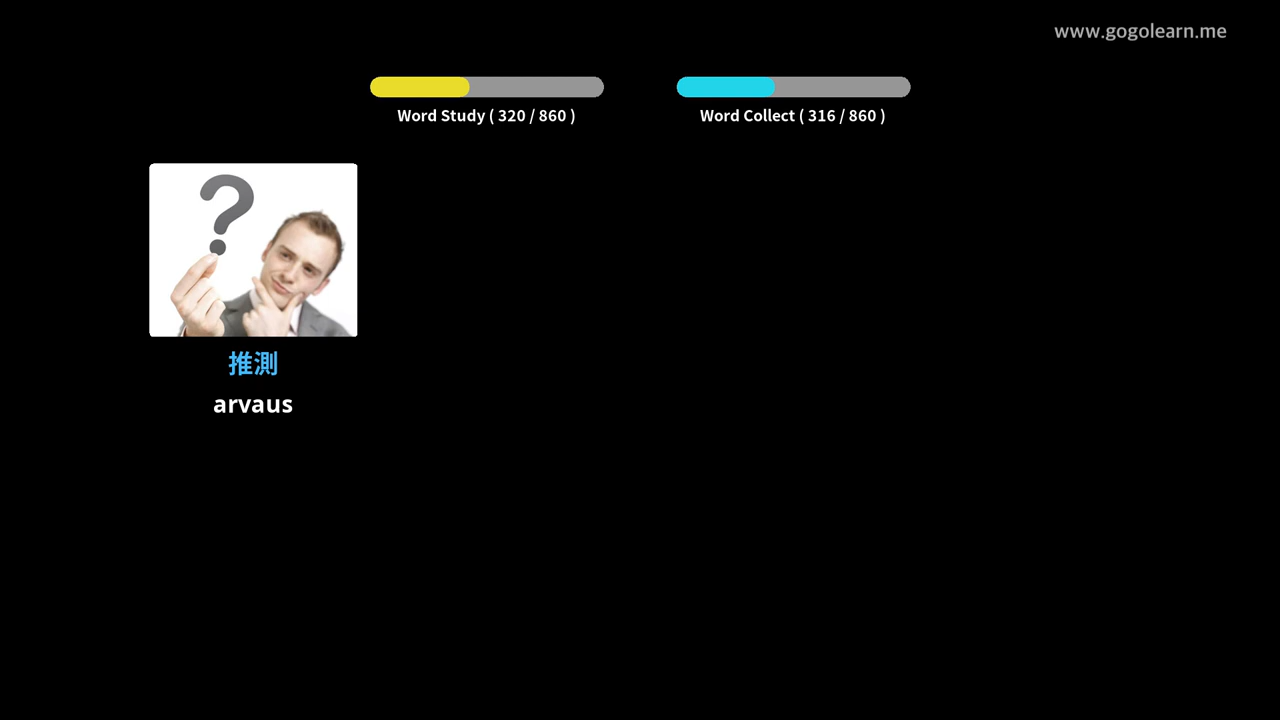 www.gogolearn.me
Word Study ( 320 / 860 )
Word Collect ( 316 / 860 )
?
推測
arvaus